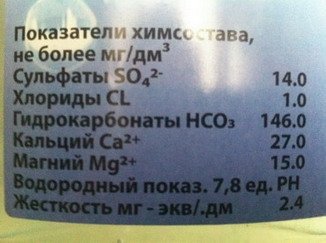 Показатели химсостава,
не более мг/дм³
Сульфаты SO₄²⁻ 14.0
Хлориды CL 1.0
Гидрокарбонаты HCO₃ 146.0
Кальций Ca²⁺ 27.0
Магний Mg²⁺ 15.0
Водородный показ. 7,8 ед. PH
Жесткость мг - экв/.дм 2.4